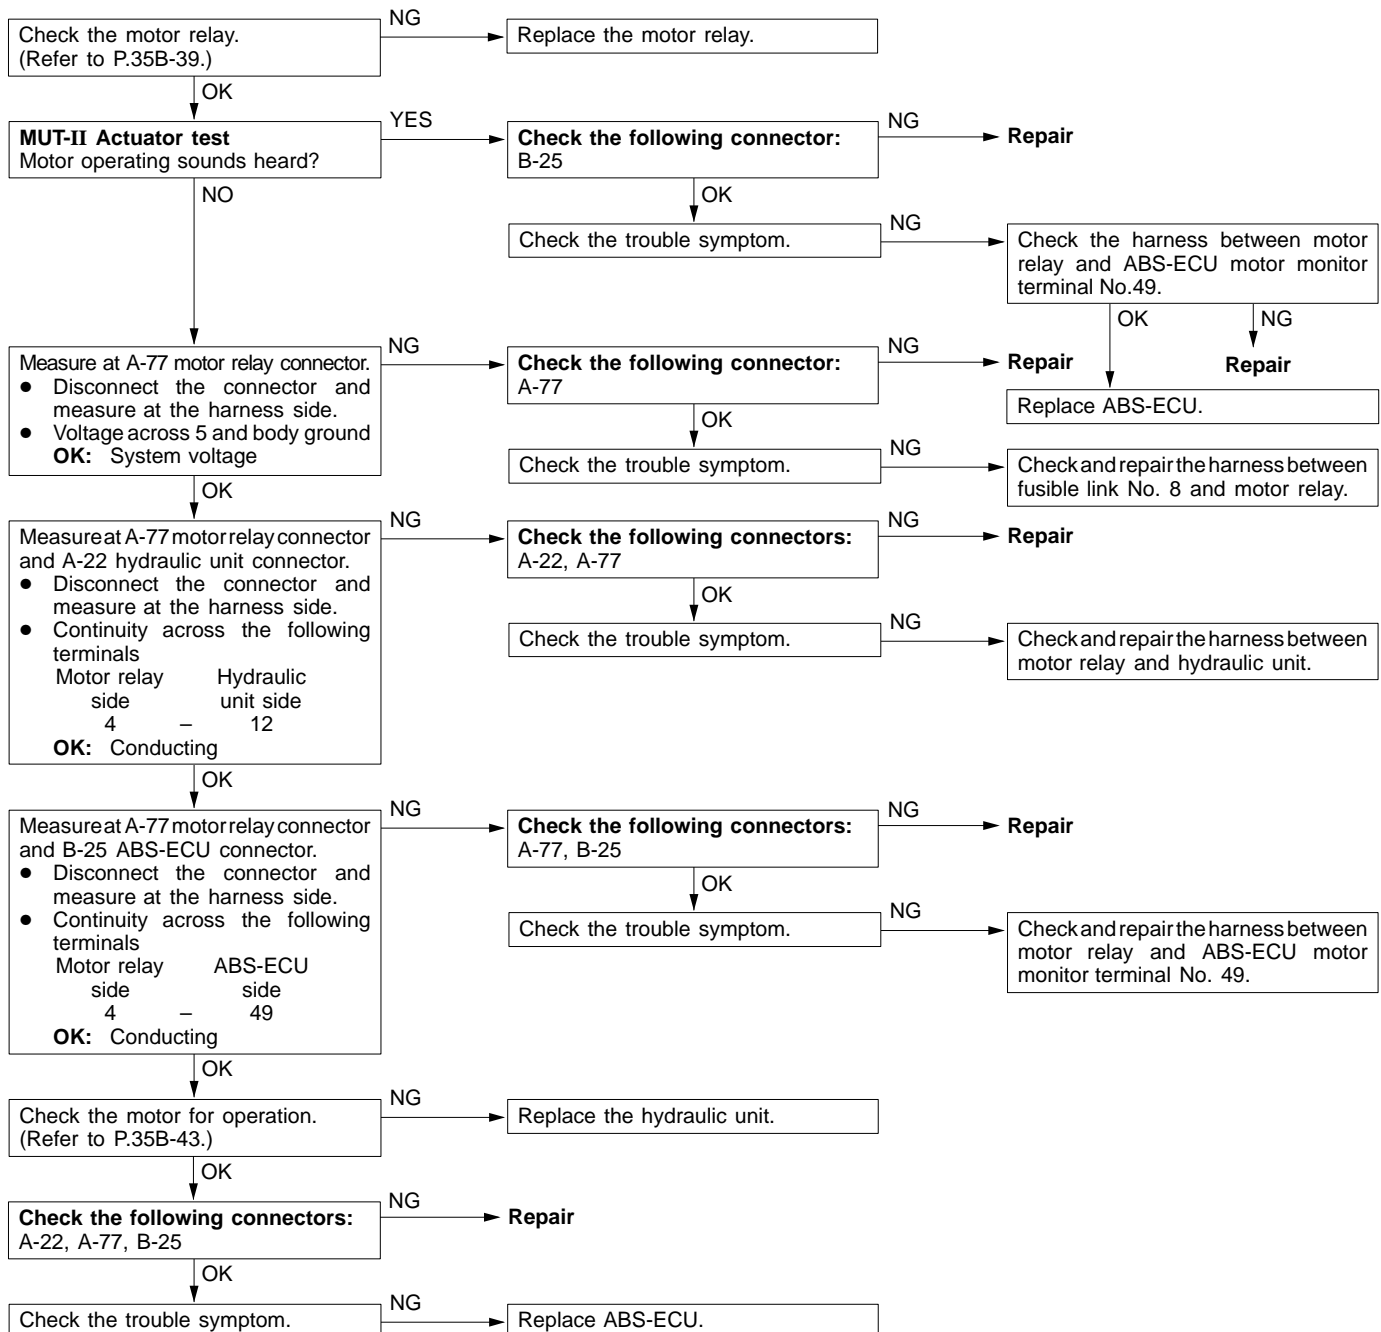 Check the motor relay.
(Refer to P.35B-39.)
NG
Replace the motor relay.
OK
MUT-II Actuator test
Motor operating sounds heard?
YES
Check the following connector:
B-25
NG
Repair
NO
OK
Check the trouble symptom.
NG
Check the harness between motor
relay and ABS-ECU motor monitor
terminal No.49.
OK
NG
Repair
Replace ABS-ECU.
Measure at A-77 motor relay connector.
● Disconnect the connector and
measure at the harness side.
● Voltage across 5 and body ground
OK: System voltage
NG
Check the following connector:
A-77
NG
Repair
OK
Check the trouble symptom.
NG
Check and repair the harness between
fusible link No. 8 and motor relay.
OK
Measure at A-77 motor relay connector
and A-22 hydraulic unit connector.
● Disconnect the connector and
measure at the harness side.
● Continuity across the following
terminals
Motor relay Hydraulic
side unit side
4 – 12
OK: Conducting
NG
Check the following connectors:
A-22, A-77
NG
Repair
OK
Check the trouble symptom.
NG
Check and repair the harness between
motor relay and hydraulic unit.
OK
Measure at A-77 motor relay connector
and B-25 ABS-ECU connector.
● Disconnect the connector and
measure at the harness side.
● Continuity across the following
terminals
Motor relay ABS-ECU
side side
4 – 49
OK: Conducting
NG
Check the following connectors:
A-77, B-25
NG
Repair
OK
Check the trouble symptom.
NG
Check and repair the harness between
motor relay and ABS-ECU motor
monitor terminal No. 49.
OK
Check the motor for operation.
(Refer to P.35B-43.)
NG
Replace the hydraulic unit.
OK
Check the following connectors:
A-22, A-77, B-25
NG
Repair
OK
Check the trouble symptom.
NG
Replace ABS-ECU.